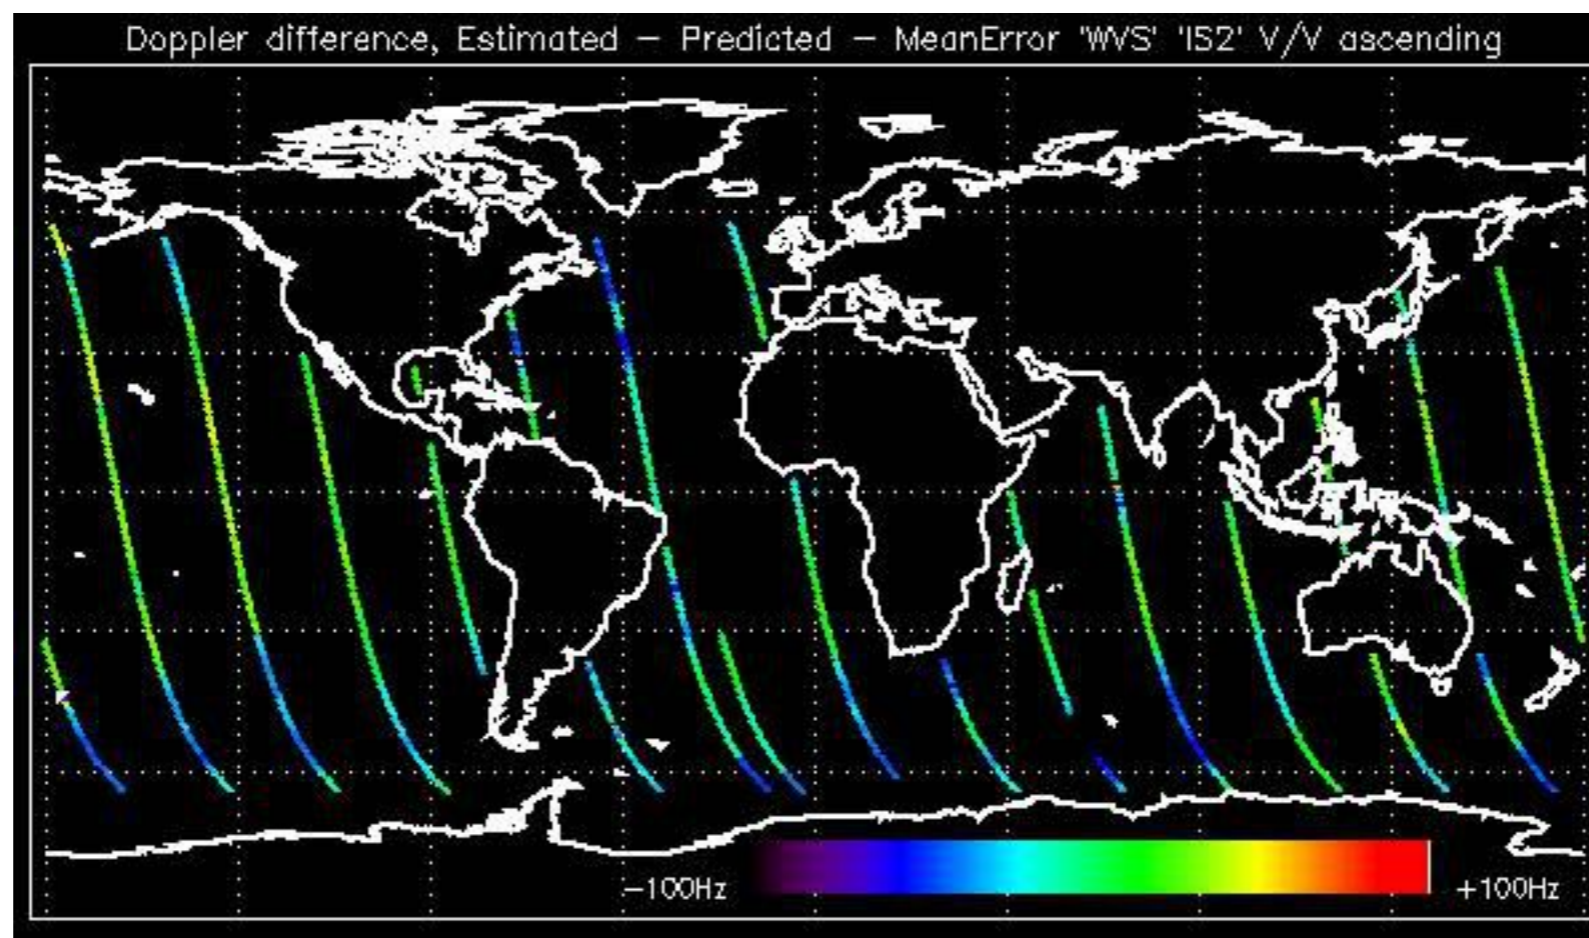 Doppler difference, Estimated – Predicted – MeanError 'WVS' 'IS2' V/V ascending
-100Hz +100Hz